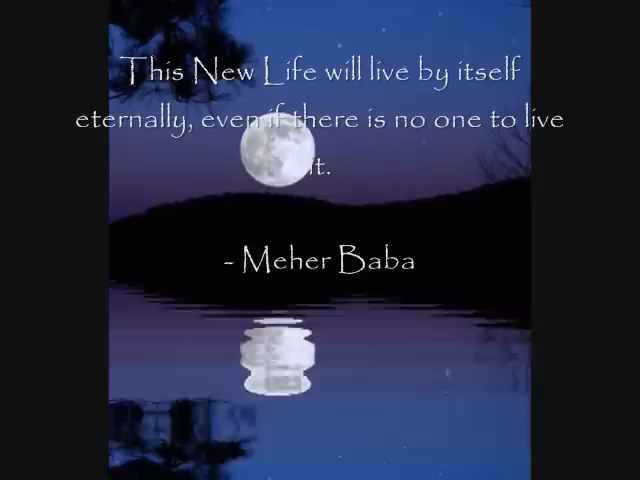 This New Life will live by itself
eternally, even if there is no one to live
it.
- Meher Baba